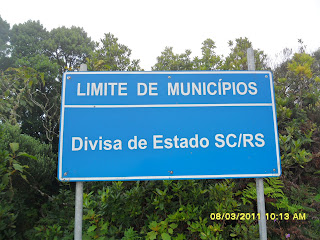 LIMITE DE MUNICÍPIOS
Divisa de Estado SC/RS
08/03/2011 10:13 AM